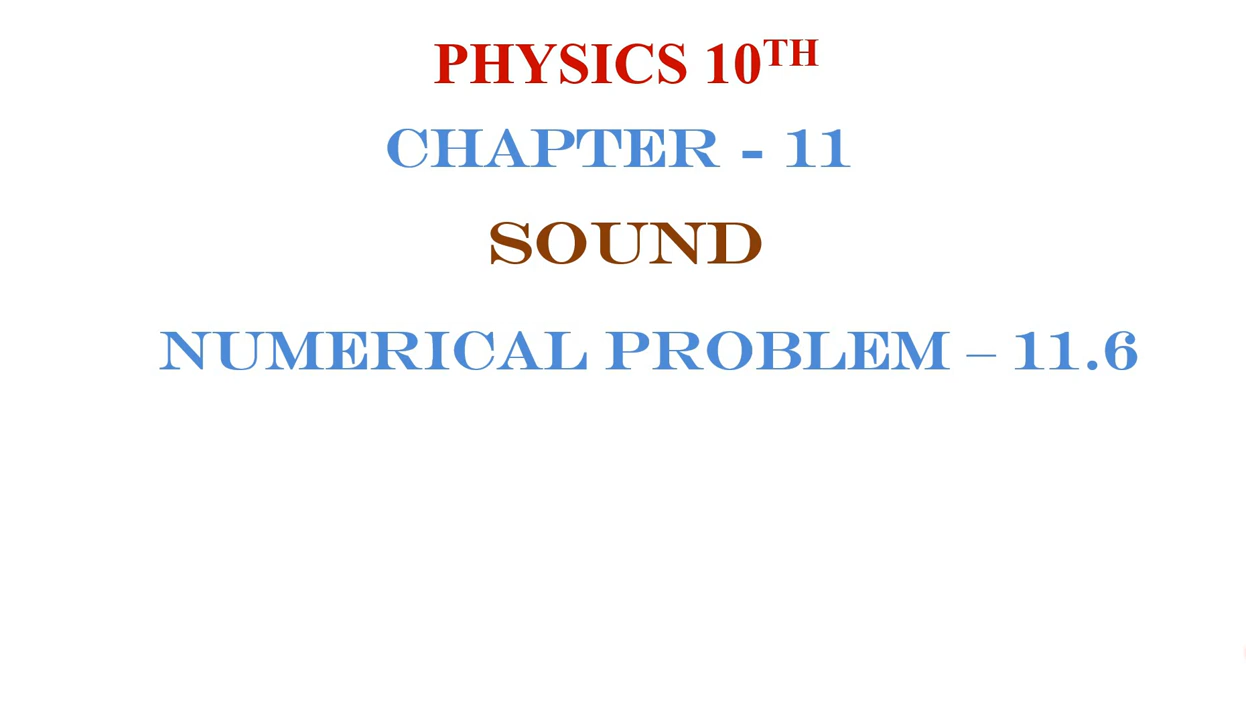 PHYSICS 10TH
CHAPTER - 11
SOUND
NUMERICAL PROBLEM – 11.6